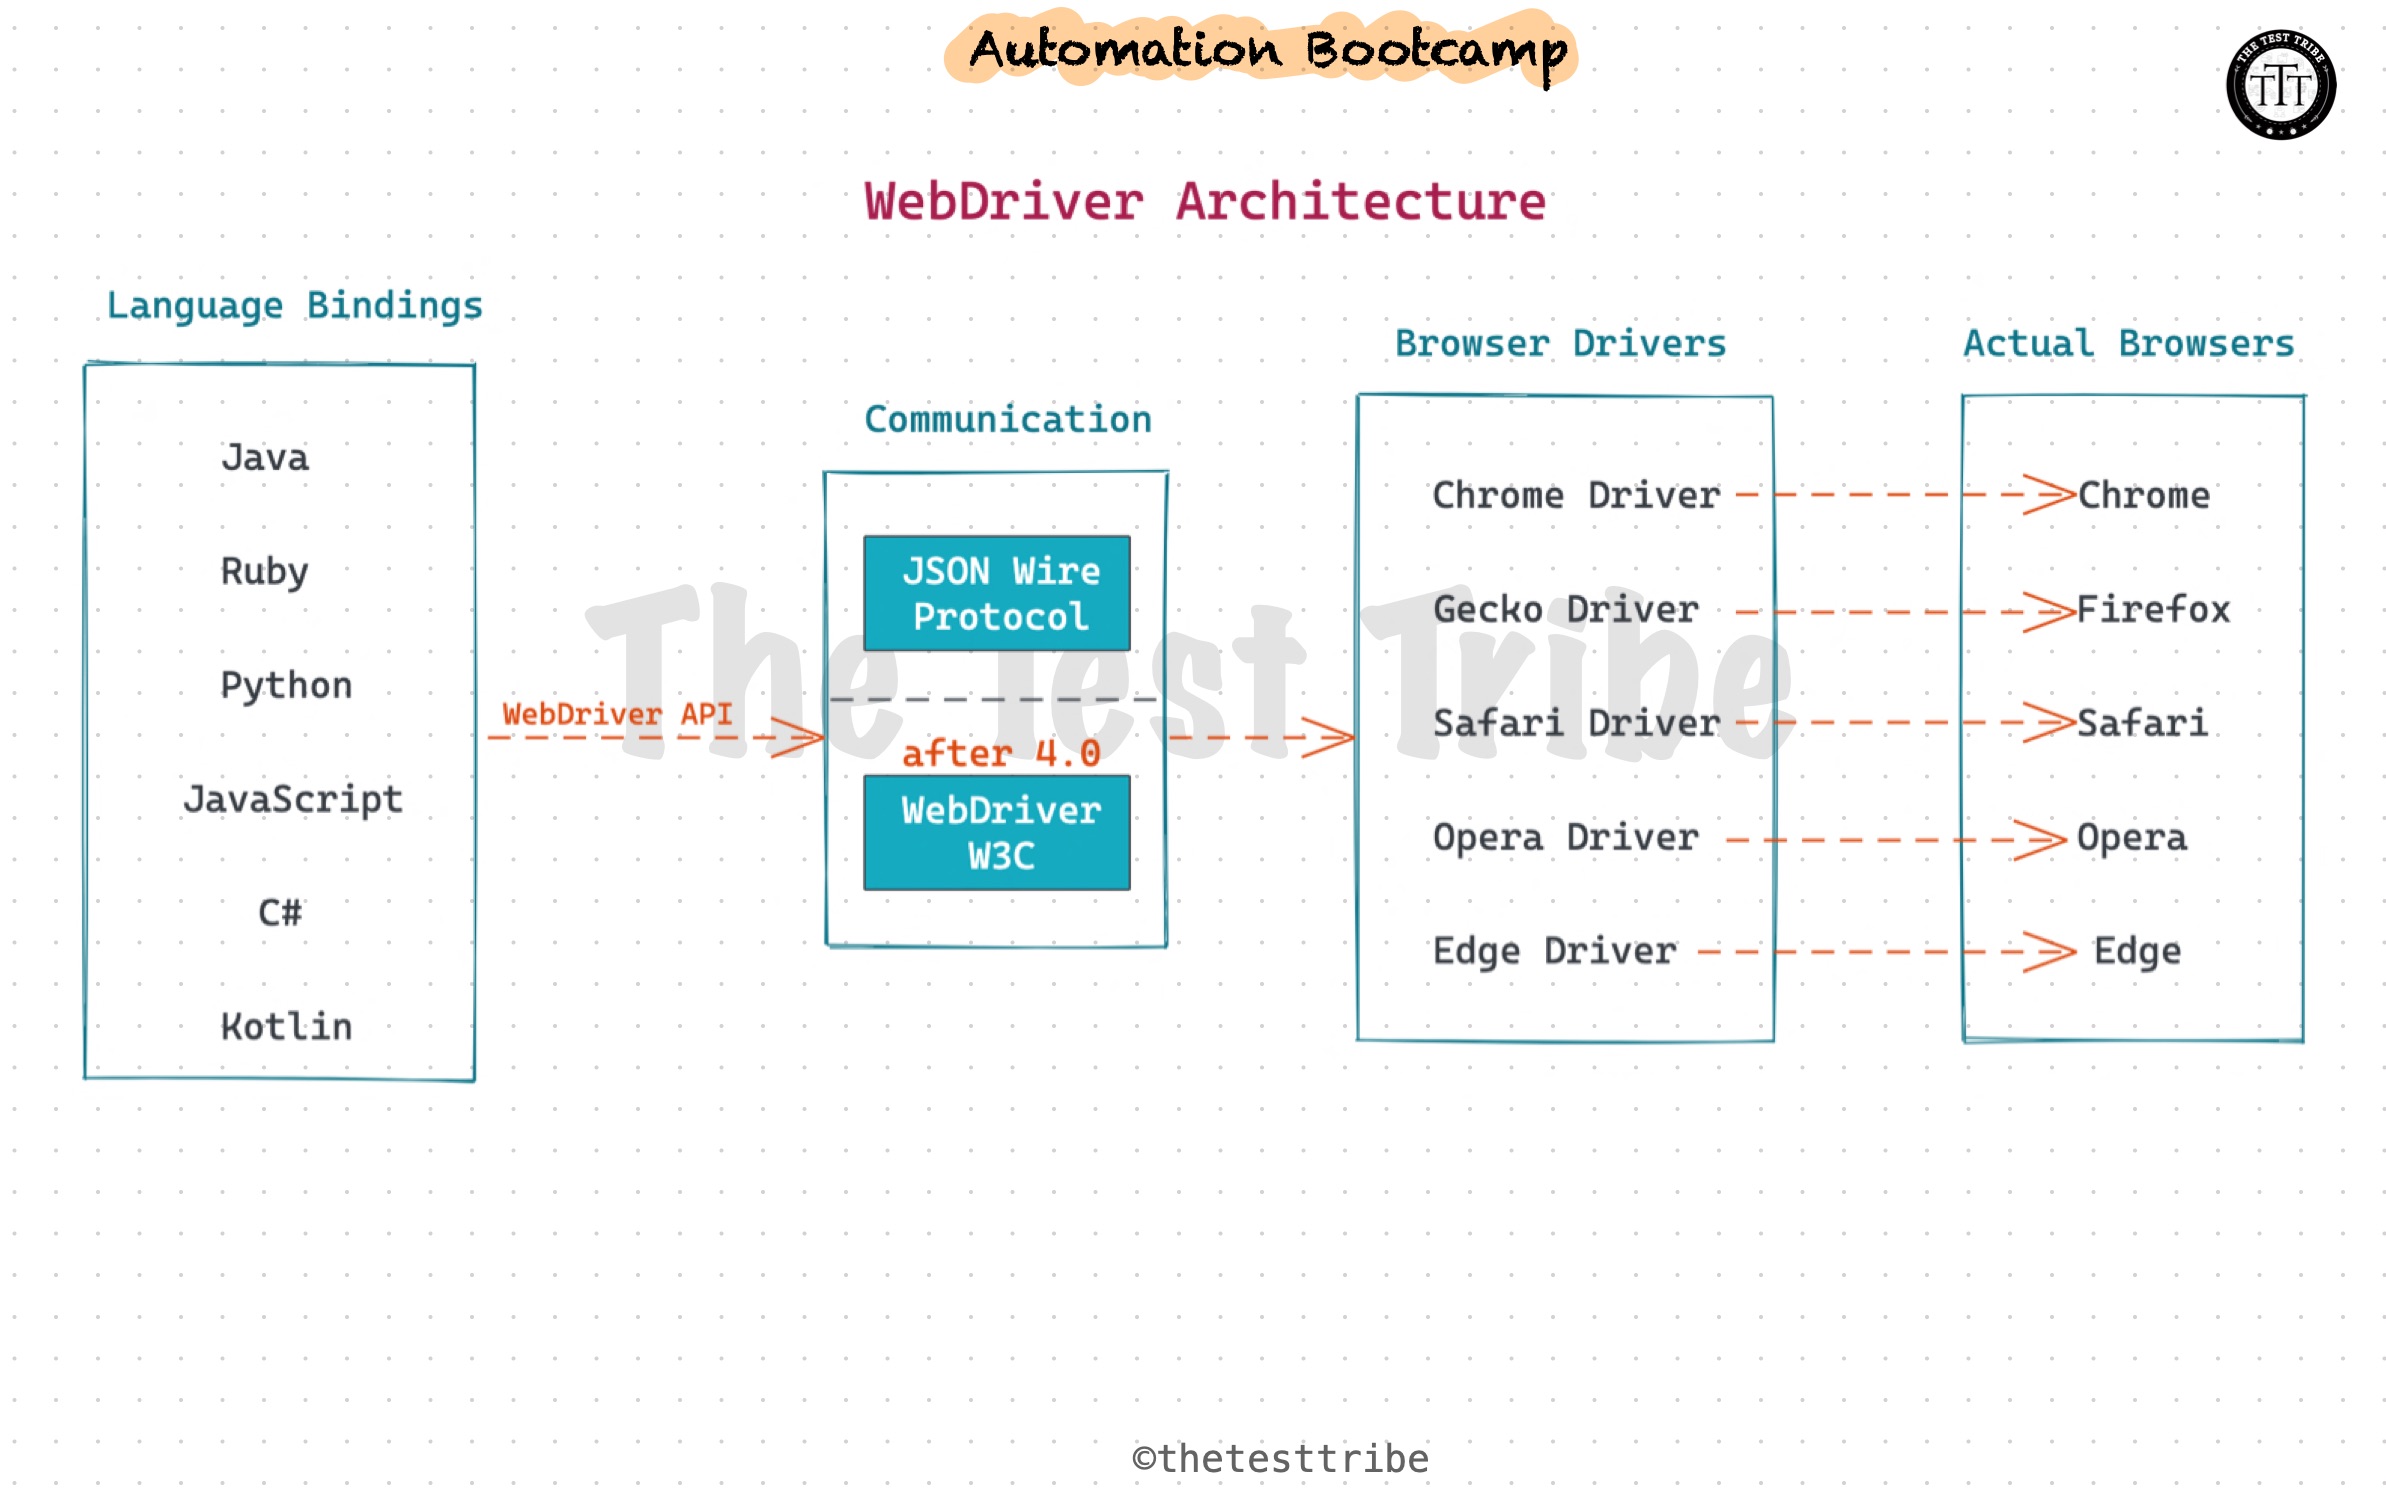 Automation Bootcamp
THE TEST TRIBE
TTT
WebDriver Architecture
Language Bindings
Java
Ruby
Python
JavaScript
C#
Kotlin
WebDriver API
Communication
JSON Wire
Protocol
after 4.0
WebDriver
W3C
Browser Drivers
Chrome Driver
Gecko Driver
Safari Driver
Opera Driver
Edge Driver
Actual Browsers
Chrome
Firefox
Safari
Opera
Edge
The Test Tribe
©thetesttribe